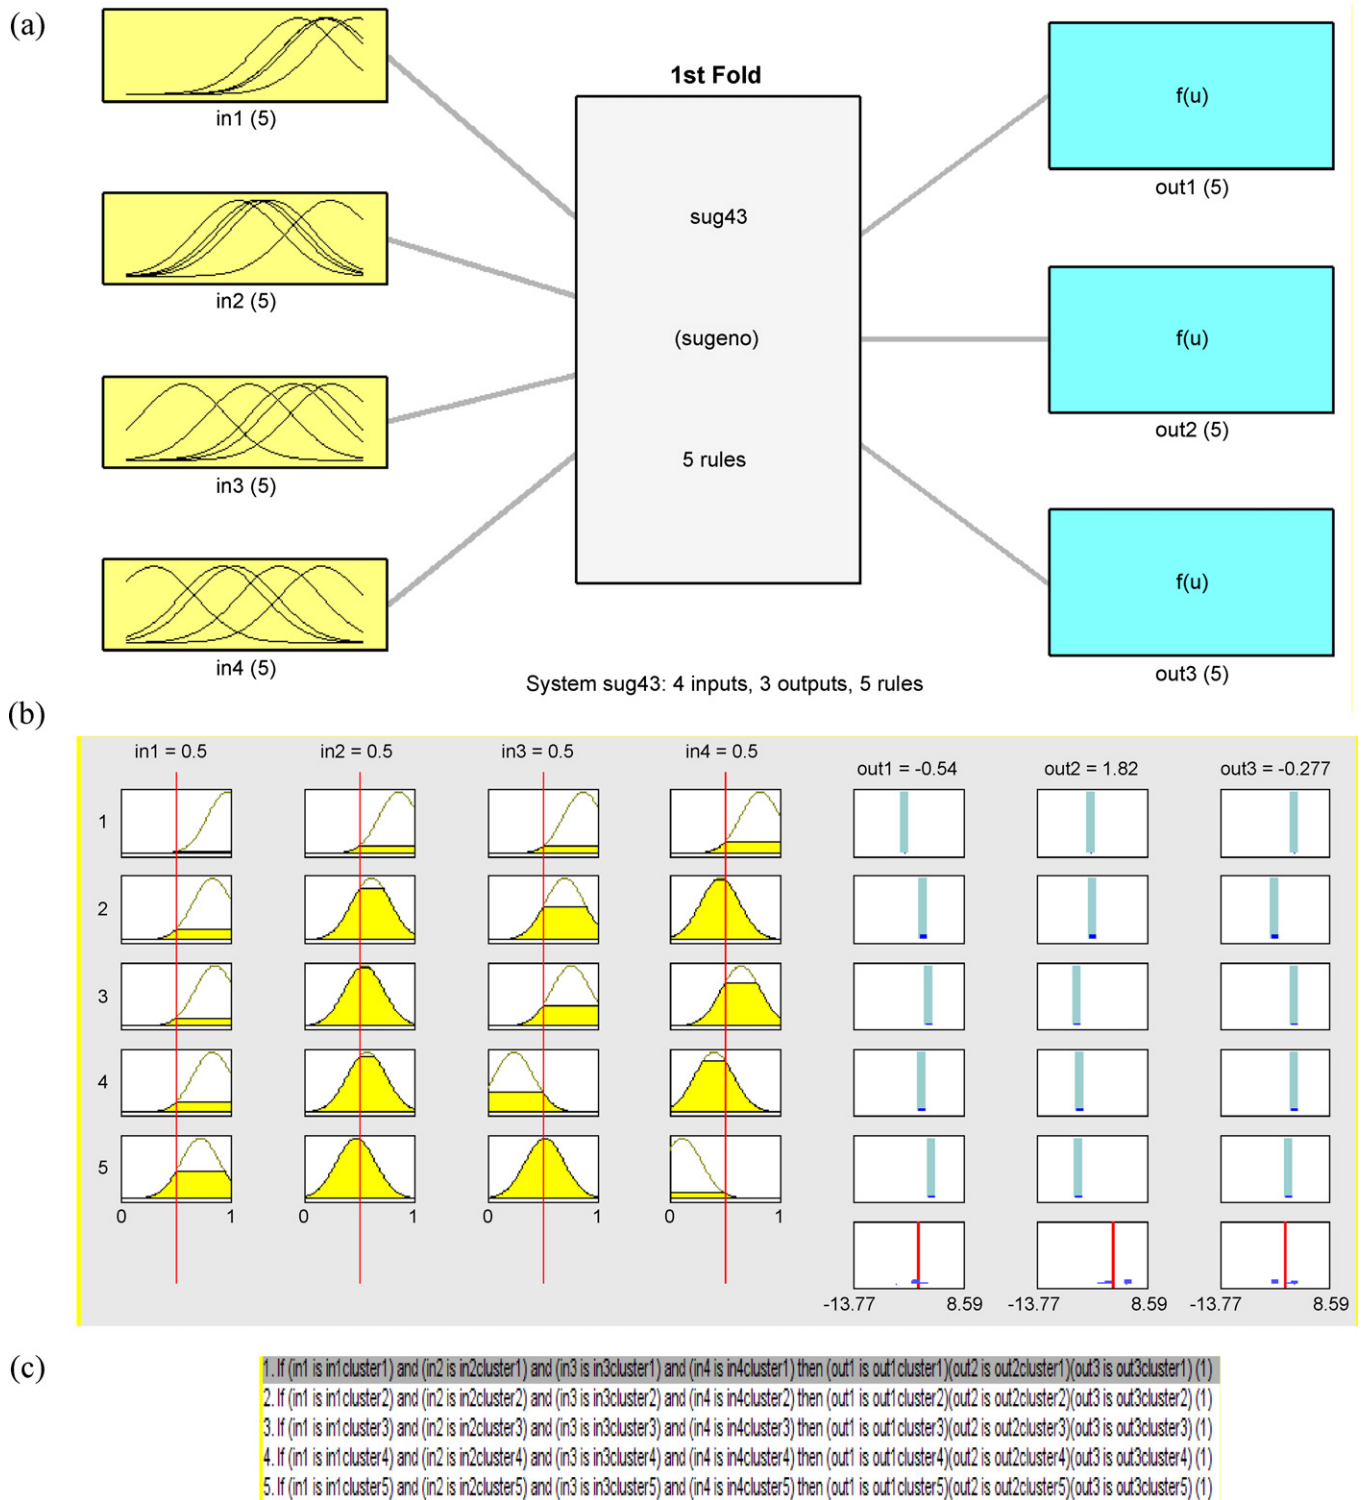 (a)
1st Fold
in1 (5)
in2 (5)
in3 (5)
in4 (5)
sug43
(sugeno)
5 rules
f(u)
out1 (5)
f(u)
out2 (5)
f(u)
out3 (5)
System sug43: 4 inputs, 3 outputs, 5 rules
(b)
in1 = 0.5 in2 = 0.5 in3 = 0.5 in4 = 0.5 out1 = -0.54 out2 = 1.82 out3 = -0.277
1
2
3
4
5
0 1 0 1 0 1 0 1
-13.77 8.59 -13.77 8.59 -13.77 8.59
(c)
1. If (in1 is in1cluster1) and (in2 is in2cluster1) and (in3 is in3cluster1) and (in4 is in4cluster1) then (out1 is out1cluster1)(out2 is out2cluster1)(out3 is out3cluster1) (1)
2. If (in1 is in1cluster2) and (in2 is in2cluster2) and (in3 is in3cluster2) and (in4 is in4cluster2) then (out1 is out1cluster2)(out2 is out2cluster2)(out3 is out3cluster2) (1)
3. If (in1 is in1cluster3) and (in2 is in2cluster3) and (in3 is in3cluster3) and (in4 is in4cluster3) then (out1 is out1cluster3)(out2 is out2cluster3)(out3 is out3cluster3) (1)
4. If (in1 is in1cluster4) and (in2 is in2cluster4) and (in3 is in3cluster4) and (in4 is in4cluster4) then (out1 is out1cluster4)(out2 is out2cluster4)(out3 is out3cluster4) (1)
5. If (in1 is in1cluster5) and (in2 is in2cluster5) and (in3 is in3cluster5) and (in4 is in4cluster5) then (out1 is out1cluster5)(out2 is out2cluster5)(out3 is out3cluster5) (1)